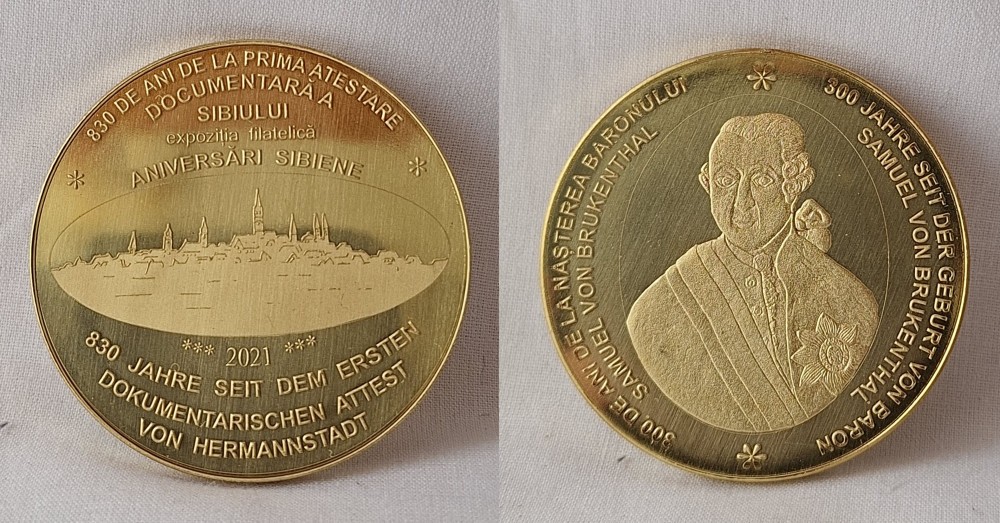 830 DE ANI DE LA PRIMA ATESTARE
DOCUMENTARĂ A
SIBIULUI
expoziția filatelică
ANIVERSĂRI SIBIENE
*** 2021 ***
830 JAHRE SEIT DEM ERSTEN
DOKUMENTARISCHEN ATTEST
VON HERMANNSTADT
300 DE ANI DE LA NAȘTEREA BARONULUI
SAMUEL VON BRUKENTHAL
300 JAHRE SEIT DER GEBURT VON BARON
SAMUEL VON BRUKENTHAL